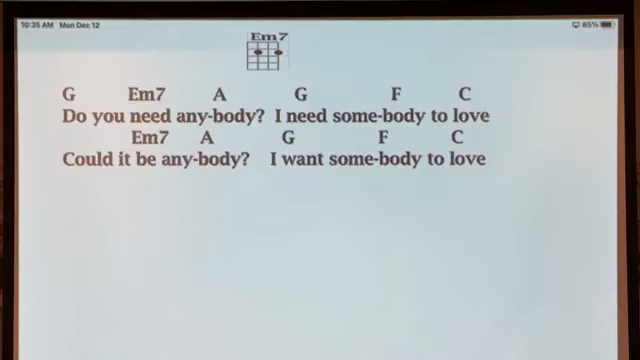 10:35 AM Mon Dec 12
65%
Em7
G Em7 A G F C
Do you need any-body? I need some-body to love
Em7 A G F C
Could it be any-body? I want some-body to love